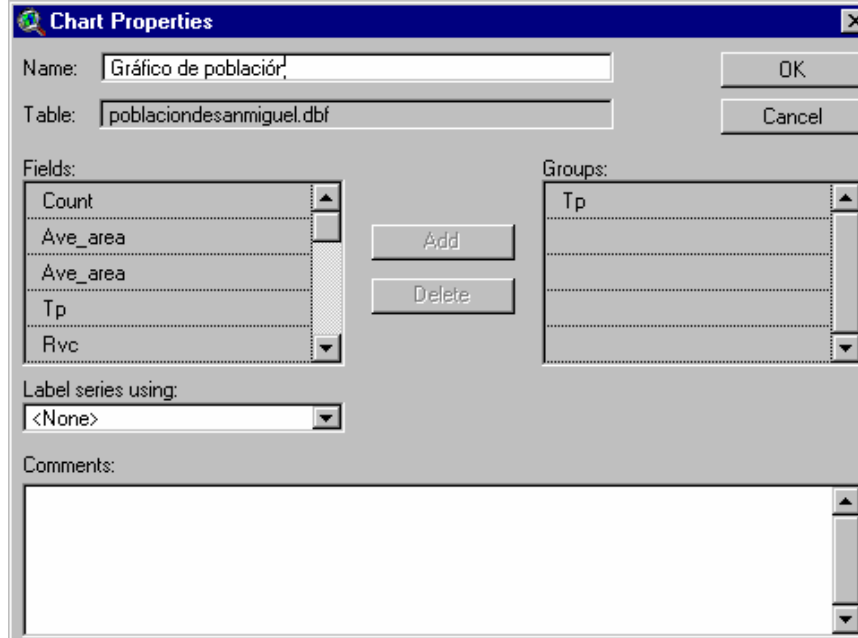 Chart Properties
Name: Gráfico de població́n
OK
Table: poblaciondesanmiguel.dbf
Cancel
Fields:
Groups:
Count
Tp
Ave_area
Add
Ave_area
Delete
Tp
Rvc
Label series using:
<None>
Comments: